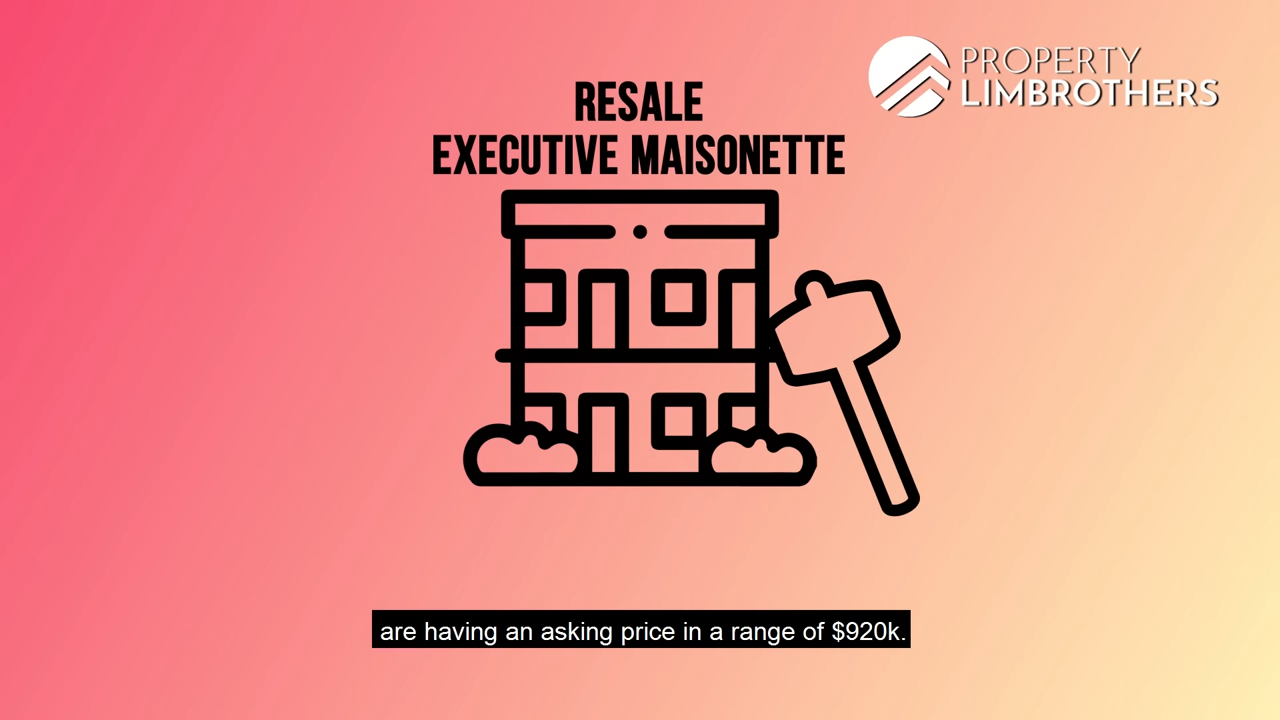 PROPERTY
LIMBROTHERS
RESALE
EXECUTIVE MAISONETTE
are having an asking price in a range of $920k.